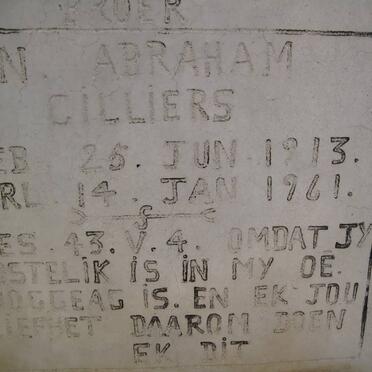 BROER
N. ABRAHAM
CILLIERS
EB 26. JUN 1913.
RL 14. JAN 1961.
ES. 43. V. 4. OMDAT JY
OSTELIK IS IN MY OE.
HOGGEAG IS. EN EK JOU
LIEFHET DAAROM DOEN
EK DIT